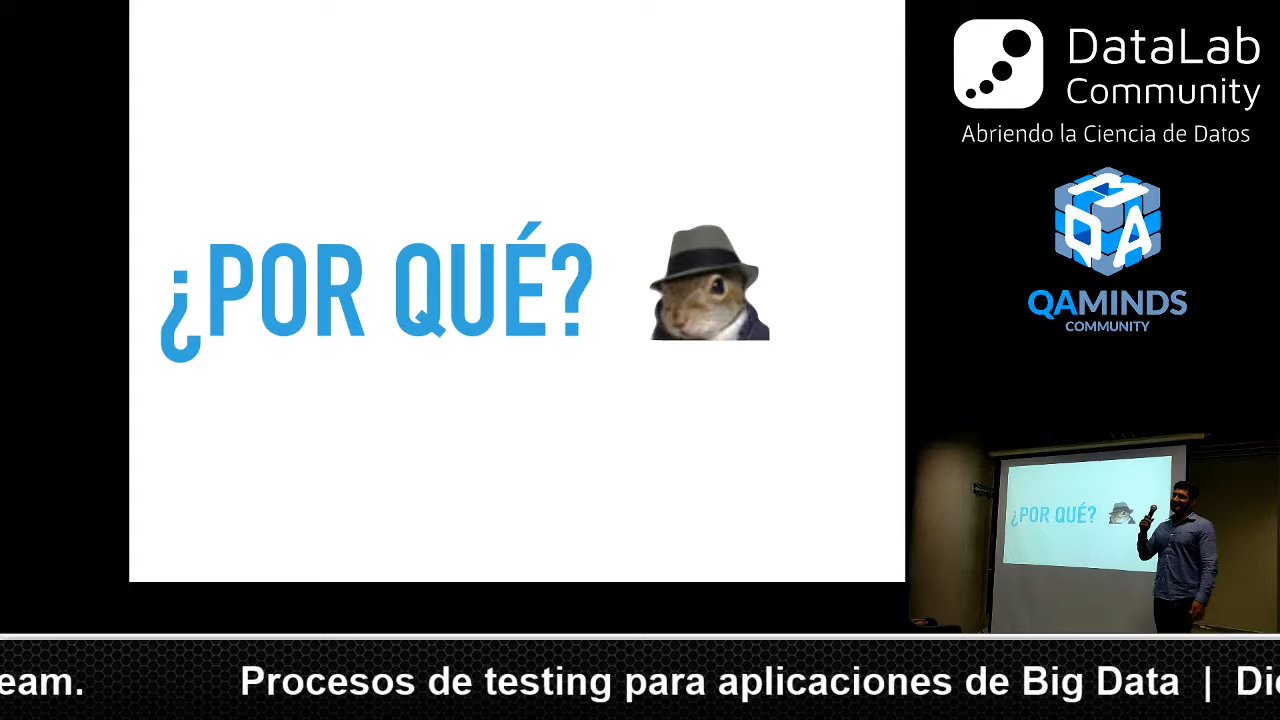 ¿POR QUÉ?
DataLab
Community
Abriendo la Ciencia de Datos
QA
QAMINDS
COMMUNITY
¿POR QUÉ?
eam. Procesos de testing para aplicaciones de Big Data | Di